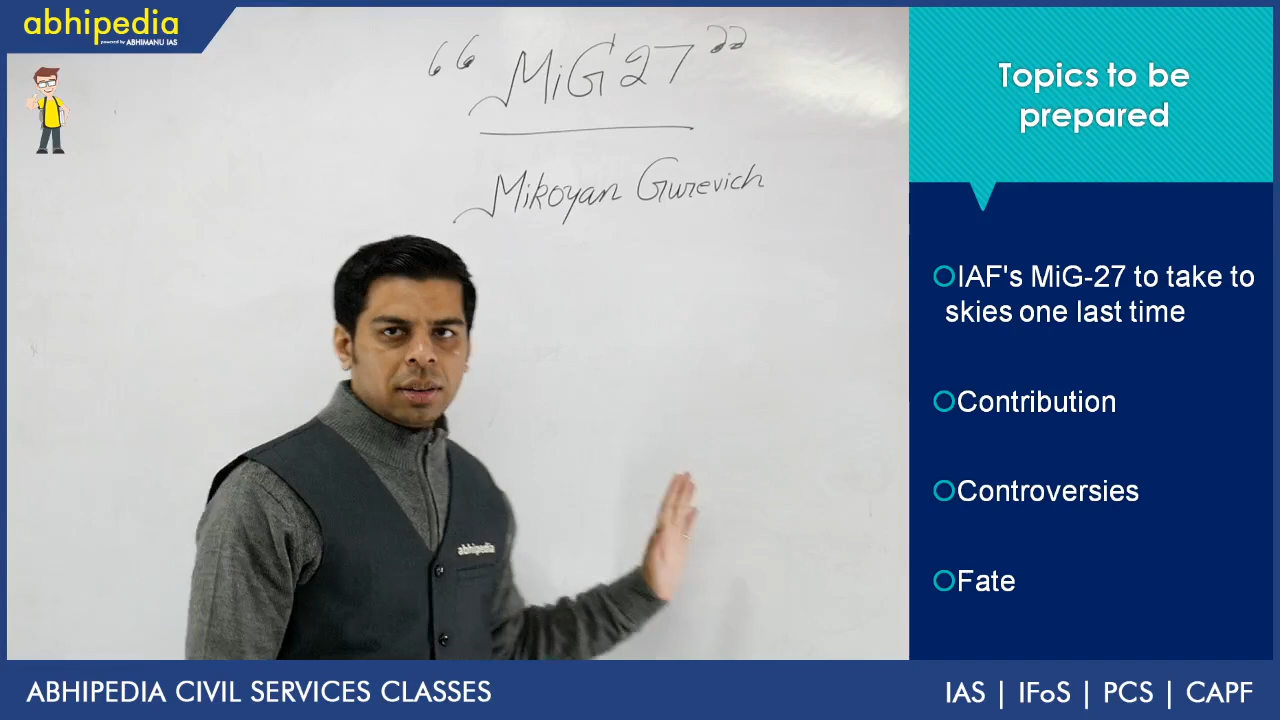 abhipedia
powered by ABHIMANU IAS
“MiG 27”
Mikoyan Gurevich
abhipedia
Topics to be
prepared
IAF's MiG-27 to take to
skies one last time
Contribution
Controversies
Fate
ABHIPEDIA CIVIL SERVICES CLASSES
IAS | IFoS | PCS | CAPF